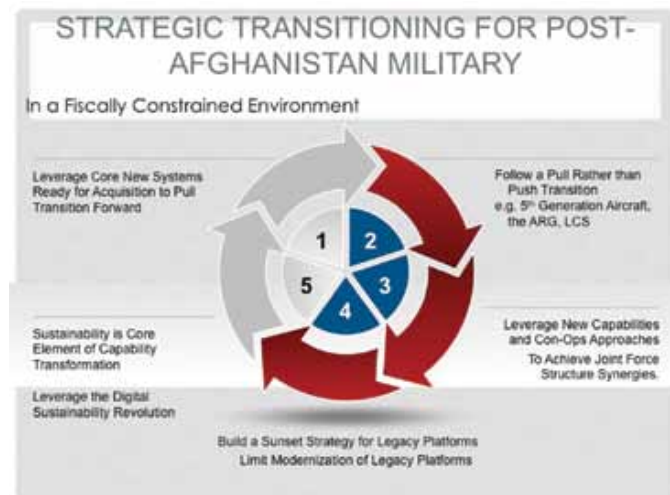 STRATEGIC TRANSITIONING FOR POST-
AFGHANISTAN MILITARY
In a Fiscally Constrained Environment
Leverage Core New Systems
Ready for Acquisition to Pull
Transition Forward
Follow a Pull Rather than
Push Transition
e.g. 5th Generation Aircraft,
the ARG, LCS
1
2
3
4
5
Leverage New Capabilities
and Con-Ops Approaches
To Achieve Joint Force
Structure Synergies.
Sustainability is Core
Element of Capability
Transformation
Leverage the Digital
Sustainability Revolution
Build a Sunset Strategy for Legacy Platforms
Limit Modernization of Legacy Platforms